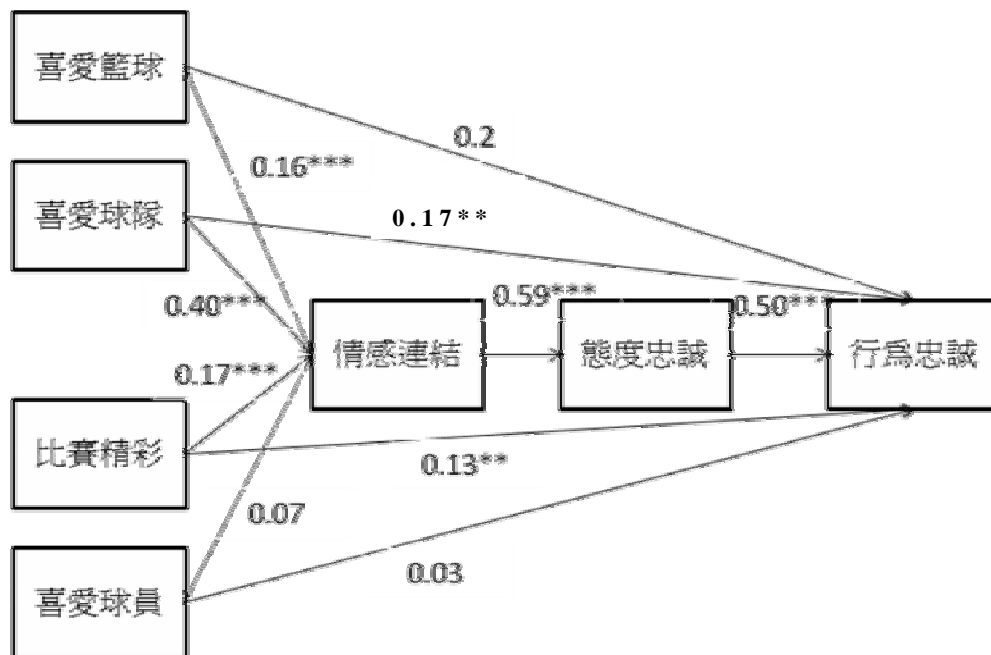 喜愛籃球
0.2
0.16***
喜愛球隊
0.17**
0.40***
0.59***
0.50***
情感連結
態度忠誠
行為忠誠
0.17***
比賽精彩
0.13**
0.07
0.03
喜愛球員